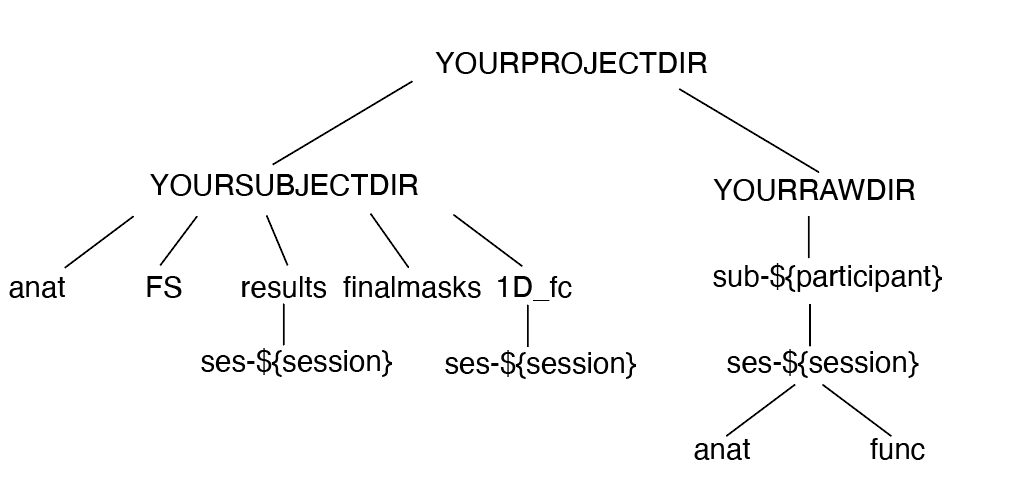 YOURPROJECTDIR
YOURSUBJECTDIR YOURRAWDIR
anat FS results finalmasks 1D_fc sub-${participant}
ses-${session} ses-${session} ses-${session}
anat func